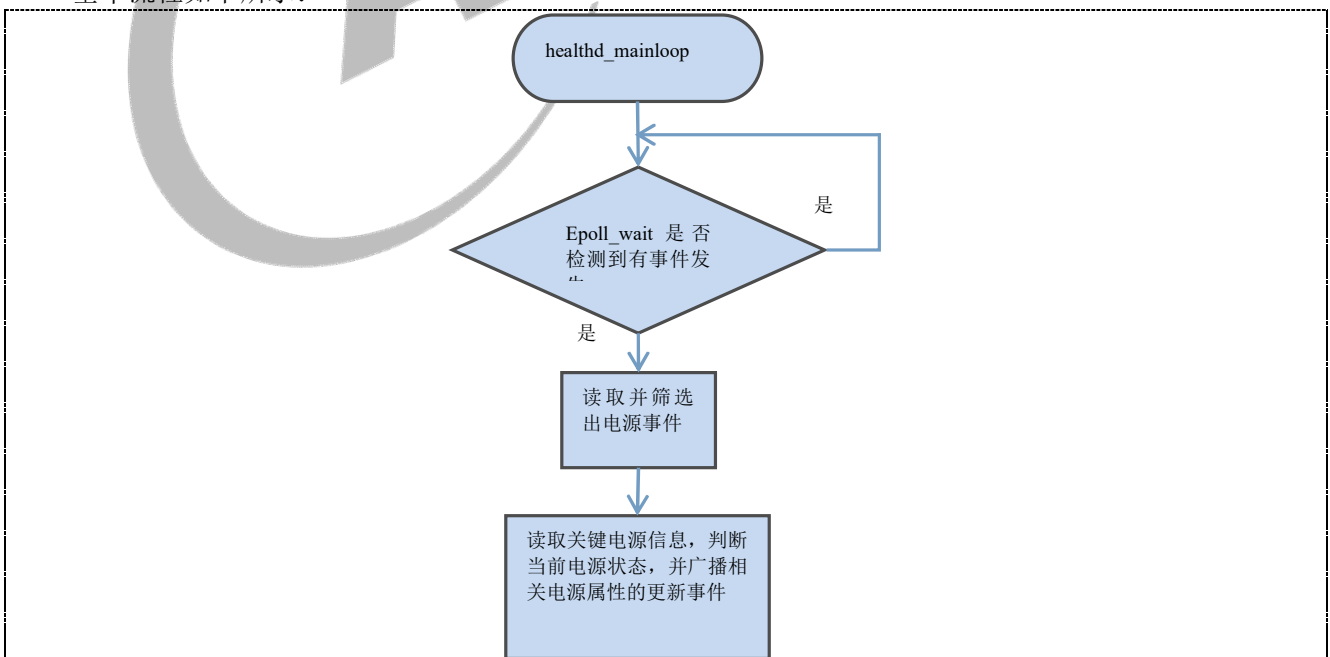 healthd_mainloop
是
Epoll_wait 是否
检测到有事件发
是
读取并筛选
出电源事件
读取关键电源信息，判断
当前电源状态，并广播相
关电源属性的更新事件